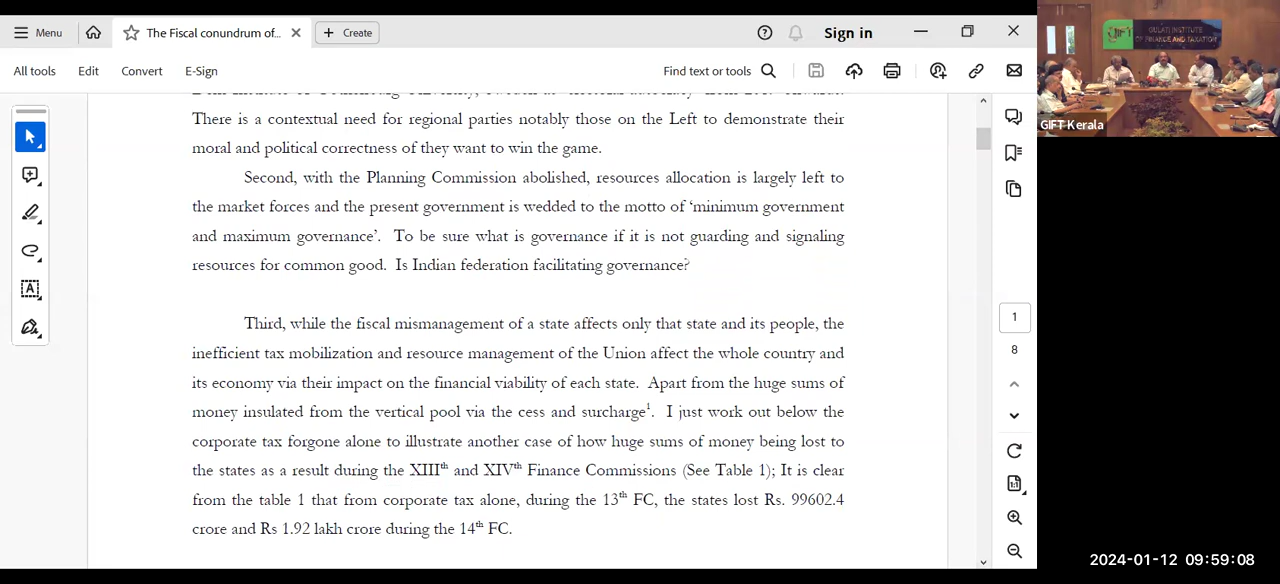 Menu
The Fiscal conundrum of...
Create
Sign in
All tools
Edit
Convert
E-Sign
Find text or tools
GULATI INSTITUTE
OF FINANCE AND TAXATION
GIFT Kerala
There is a contextual need for regional parties notably those on the Left to demonstrate their
moral and political correctness of they want to win the game.
Second, with the Planning Commission abolished, resources allocation is largely left to
the market forces and the present government is wedded to the motto of ‘minimum government
and maximum governance’. To be sure what is governance if it is not guarding and signaling
resources for common good. Is Indian federation facilitating governance?
Third, while the fiscal mismanagement of a state affects only that state and its people, the
inefficient tax mobilization and resource management of the Union affect the whole country and
its economy via their impact on the financial viability of each state. Apart from the huge sums of
money insulated from the vertical pool via the cess and surcharge1. I just work out below the
corporate tax forgone alone to illustrate another case of how huge sums of money being lost to
the states as a result during the XIIIth and XIVth Finance Commissions (See Table 1); It is clear
from the table 1 that from corporate tax alone, during the 13th FC, the states lost Rs. 99602.4
crore and Rs 1.92 lakh crore during the 14th FC.
1
8
2024-01-12 09:59:08